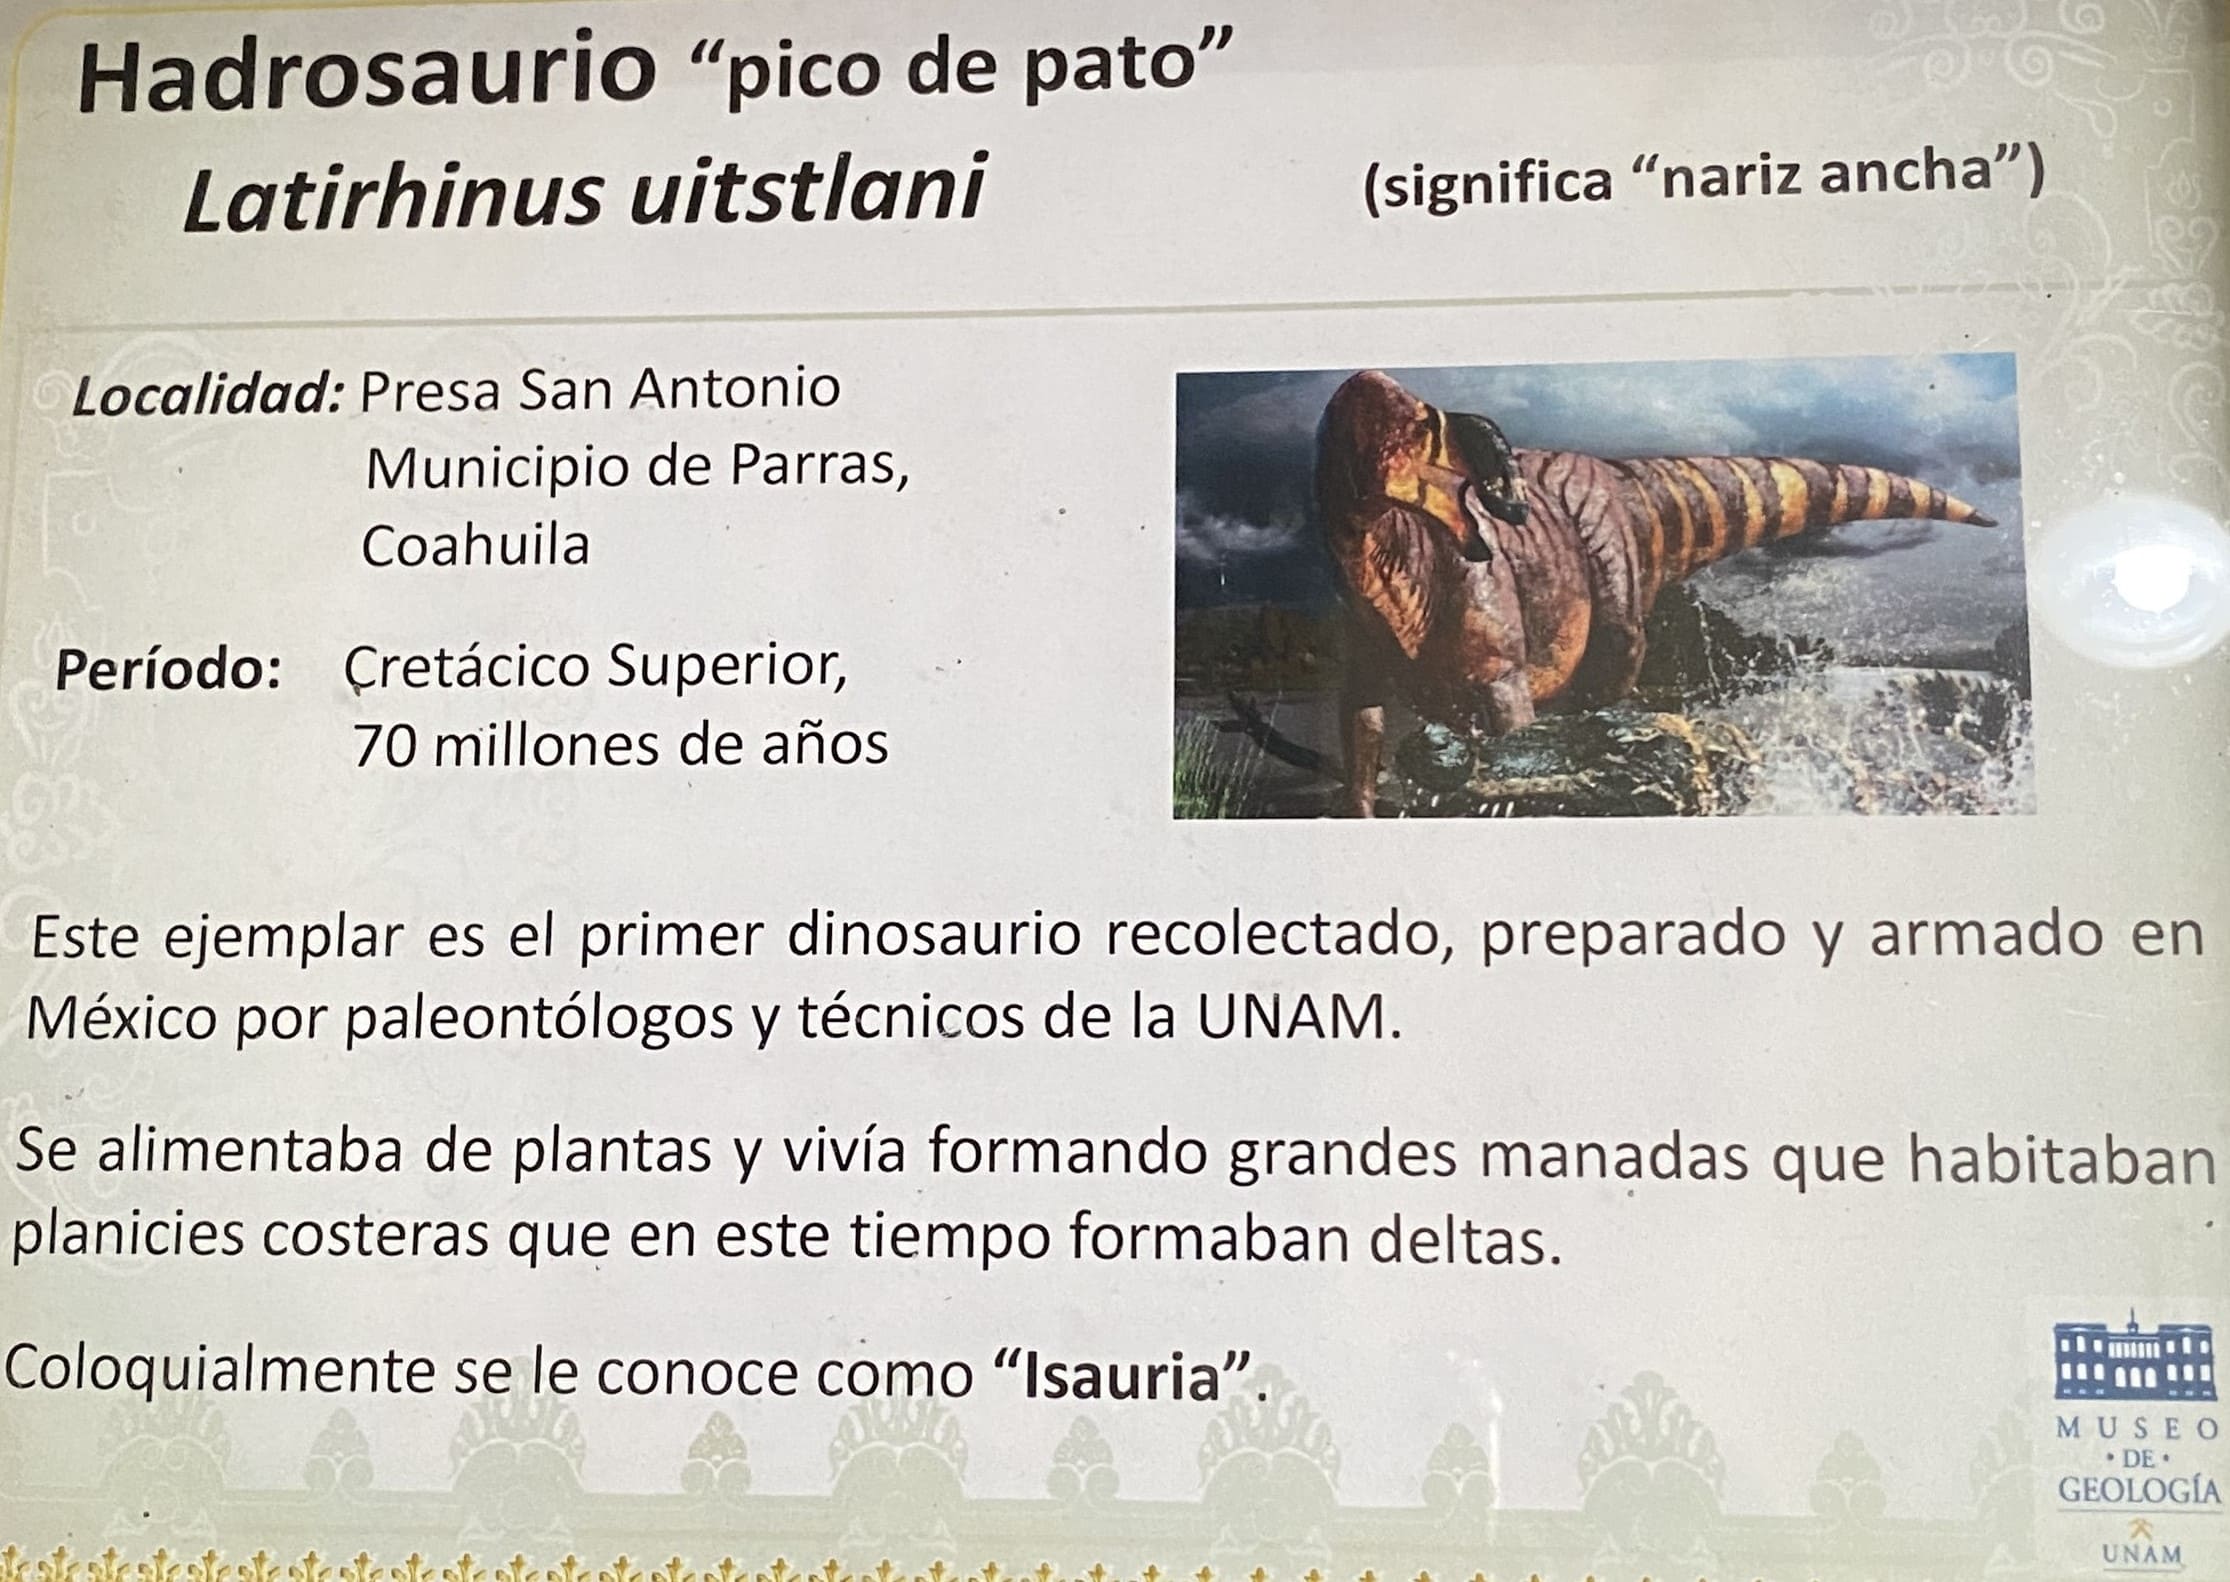 Hadrosaurio “pico de pato”
Latirhinus uitstlani (significa “nariz ancha”)
Localidad: Presa San Antonio
Municipio de Parras,
Coahuila
Período: Cretácico Superior,
70 millones de años
Este ejemplar es el primer dinosaurio recolectado, preparado y armado en
México por paleontólogos y técnicos de la UNAM.
Se alimentaba de plantas y vivía formando grandes manadas que habitaban
planicies costeras que en este tiempo formaban deltas.
Coloquialmente se le conoce como “Isauria”.
MUSEO
• DE •
GEOLOGÍA
UNAM